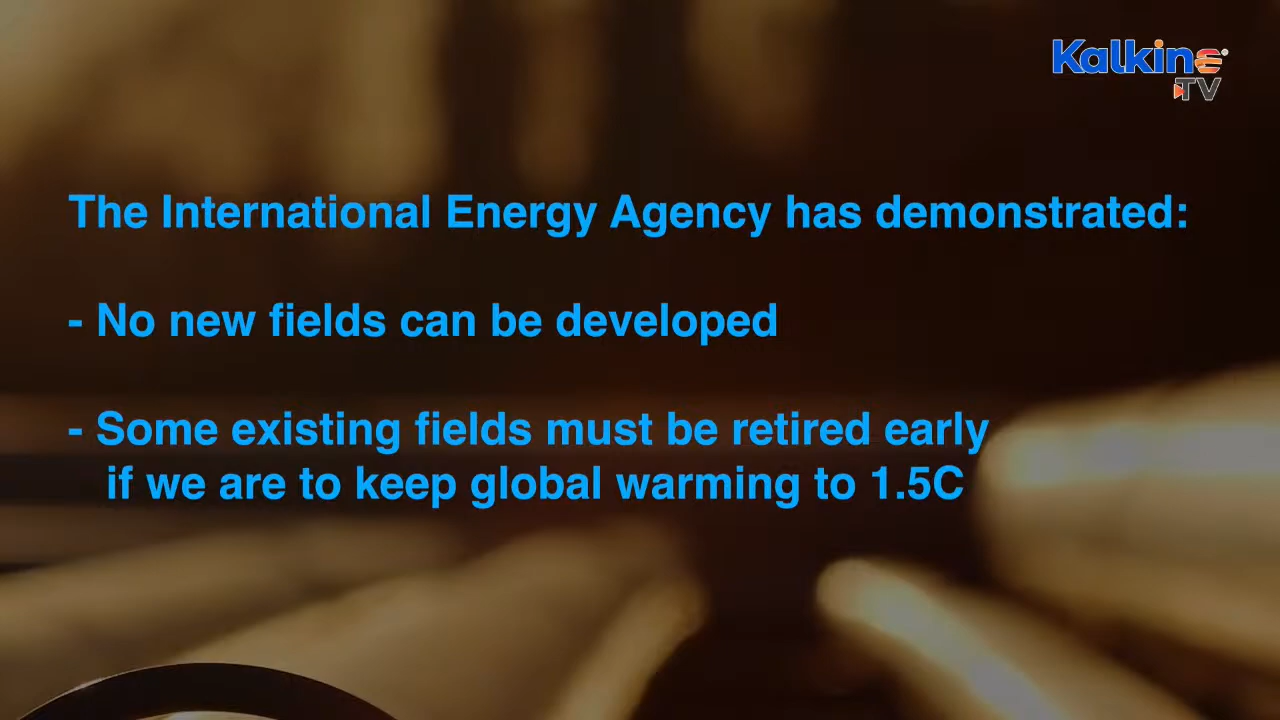 Kalkine
TV
The International Energy Agency has demonstrated:
- No new fields can be developed
- Some existing fields must be retired early
if we are to keep global warming to 1.5C